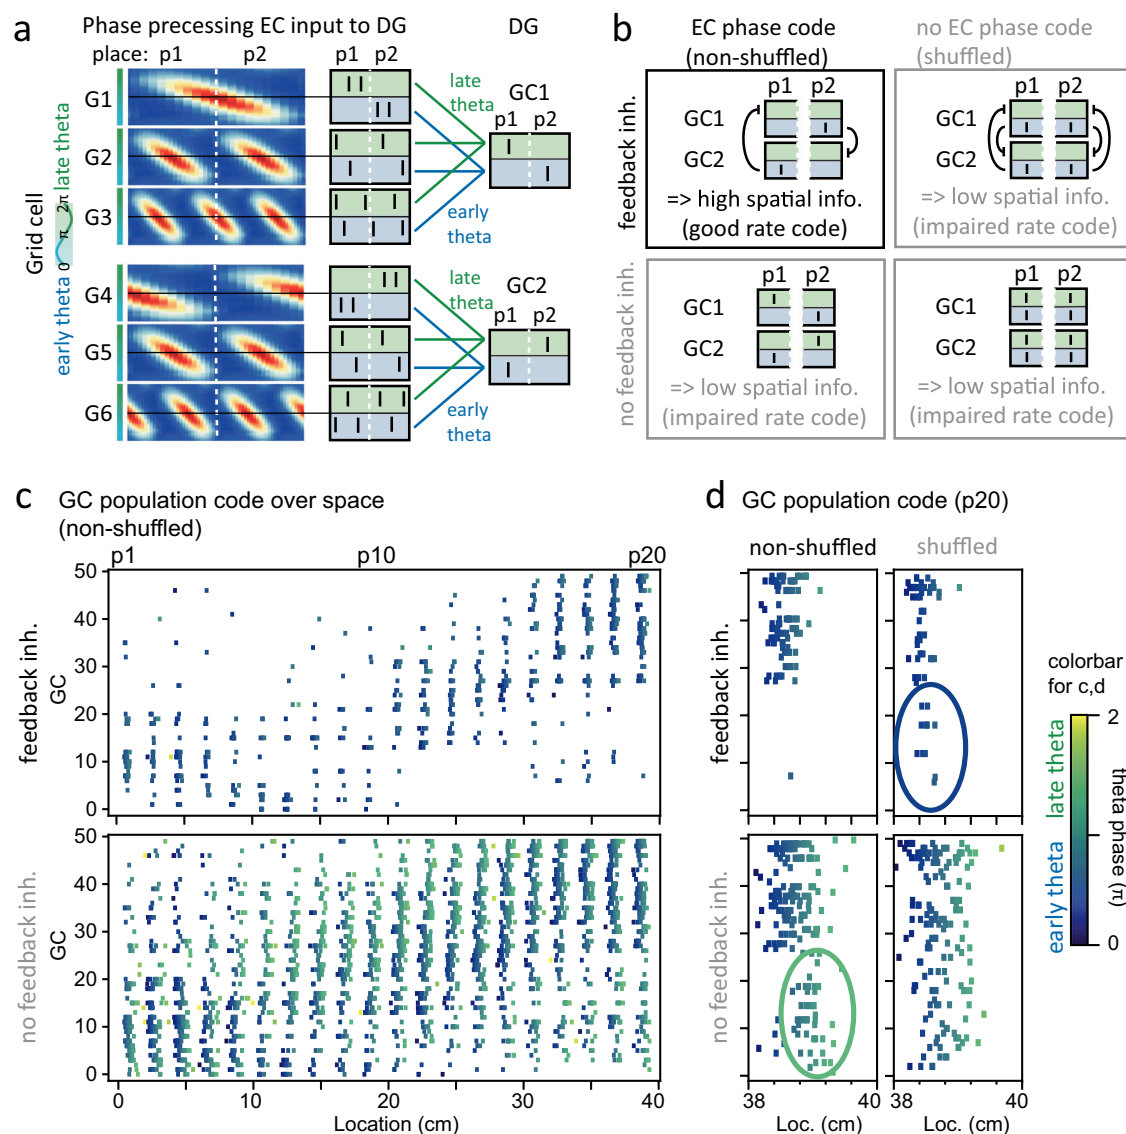 a
Phase precessing EC input to DG
DG
place: p1 p2
p1 p2
Grid cell
early theta
late theta
0 π 2π
G1
G2
G3
G4
G5
G6
late
theta
early
theta
GC1
p1 p2
late
theta
early
theta
GC2
p1 p2
b
EC phase code
(non-shuffled)
no EC phase code
(shuffled)
feedback inh.
p1 p2
GC1
GC2
=> high spatial info.
(good rate code)
p1 p2
GC1
GC2
=> low spatial info.
(impaired rate code)
no feedback inh.
p1 p2
GC1
GC2
=> low spatial info.
(impaired rate code)
p1 p2
GC1
GC2
=> low spatial info.
(impaired rate code)
c
GC population code over space
(non-shuffled)
p1 p10 p20
feedback inh.
GC
50
40
30
20
10
0
no feedback inh.
GC
50
40
30
20
10
0
0 10 20 30 40
Location (cm)
d
GC population code (p20)
non-shuffled shuffled
feedback inh.
no feedback inh.
38 40 38 40
Loc. (cm) Loc. (cm)
colorbar
for c,d
2
0
early theta late theta
theta phase (π)